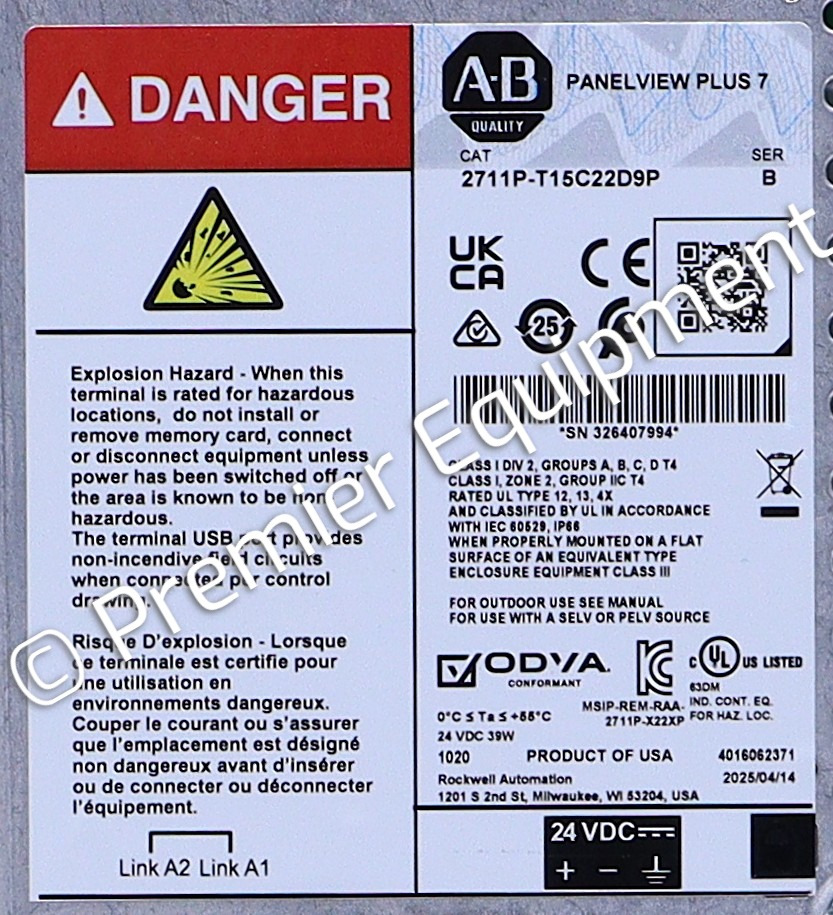 DANGER
Explosion Hazard - When this
terminal is rated for hazardous
locations, do not install or
remove memory card, connect
or disconnect equipment unless
power has been switched off or
the area is known to be non
hazardous.
The terminal USB port provides
non-incendive field circuits
when connected per control
drawing.
Risque D'explosion - Lorsque
ce terminale est certifie pour
une utilisation en
environnements dangereux.
Couper le courant ou s'assurer
que l'emplacement est désigné
non dangereux avant d'insérer
ou de connecter ou déconnecter
l'équipement.
Link A2 Link A1
A-B
QUALITY
PANELVIEW PLUS 7
CAT SER
2711P-T15C22D9P B
UK
CA
CE
25
*SN 326407994*
CLASS I DIV 2, GROUPS A, B, C, D T4
CLASS I, ZONE 2, GROUP IIC T4
RATED UL TYPE 12, 13, 4X
AND CLASSIFIED BY UL IN ACCORDANCE
WITH IEC 60529, IP66
WHEN PROPERLY MOUNTED ON A FLAT
SURFACE OF AN EQUIVALENT TYPE
ENCLOSURE EQUIPMENT CLASS III
FOR OUTDOOR USE SEE MANUAL
FOR USE WITH A SELV OR PELV SOURCE
ODVA
CONFORMANT
C UL US LISTED
63DM
IND. CONT. EQ.
FOR HAZ. LOC.
MSIP-REM-RAA-
2711P-X22XP
0°C ≤ Ta ≤ +55°C
24 VDC 39W
1020 PRODUCT OF USA 4016062371
Rockwell Automation 2025/04/14
1201 S 2nd St, Milwaukee, WI 53204, USA
24 VDC
+ −
© Premier Equipment